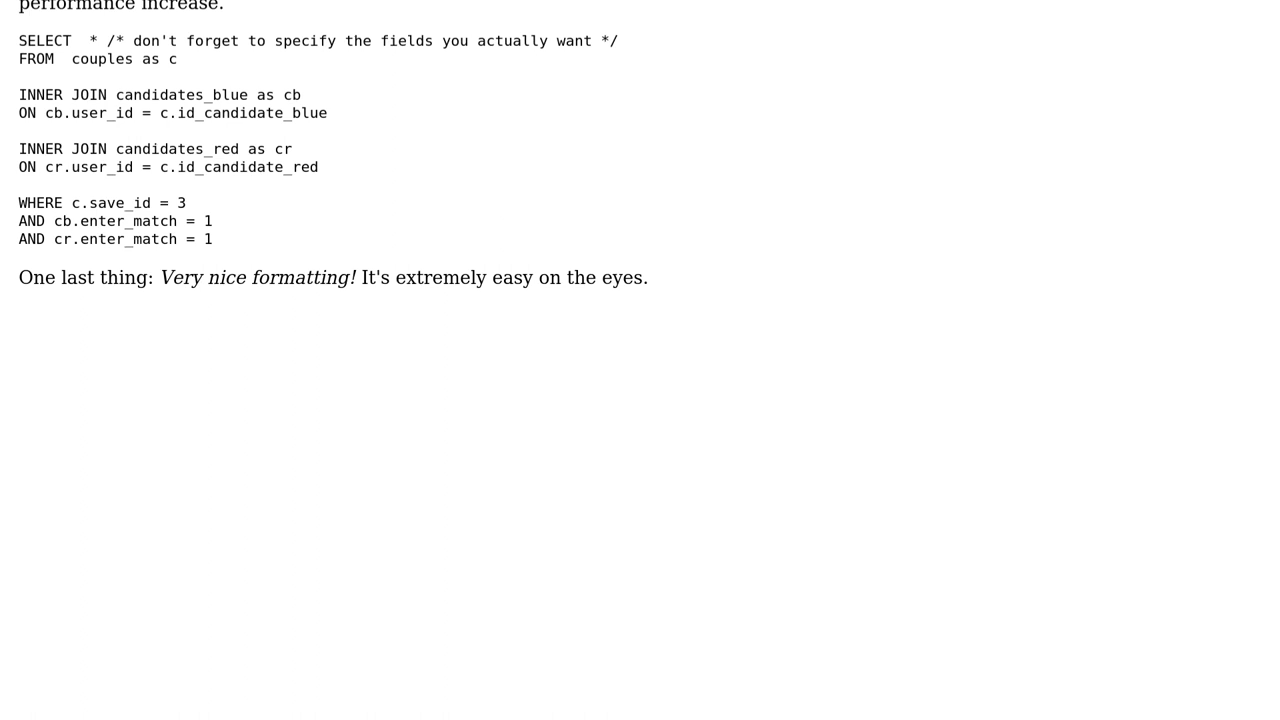 performance increase.
SELECT  * /* don't forget to specify the fields you actually want */
FROM  couples as c
INNER JOIN candidates_blue as cb
ON cb.user_id = c.id_candidate_blue
INNER JOIN candidates_red as cr
ON cr.user_id = c.id_candidate_red
WHERE c.save_id = 3
AND cb.enter_match = 1
AND cr.enter_match = 1
One last thing: Very nice formatting! It's extremely easy on the eyes.